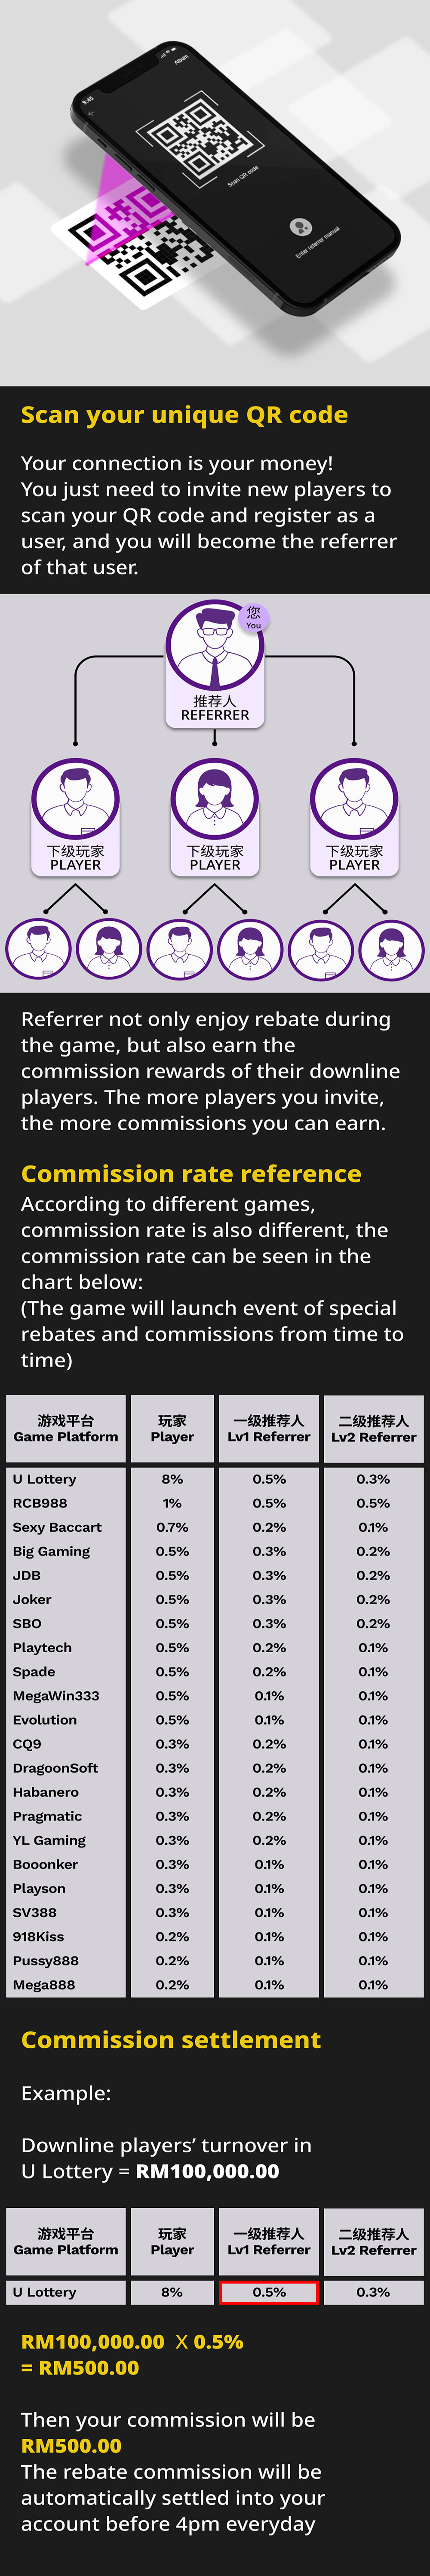 9:45
Album
Scan QR code
Enter referrer manual
Scan your unique QR code
Your connection is your money!
You just need to invite new players to
scan your QR code and register as a
user, and you will become the referrer
of that user.
您
You
推荐人
REFERRER
下级玩家 下级玩家 下级玩家
PLAYER PLAYER PLAYER
Referrer not only enjoy rebate during
the game, but also earn the
commission rewards of their downline
players. The more players you invite,
the more commissions you can earn.
Commission rate reference
According to different games,
commission rate is also different, the
commission rate can be seen in the
chart below:
(The game will launch event of special
rebates and commissions from time to
time)
游戏平台 玩家 一级推荐人 二级推荐人
Game Platform Player Lv1 Referrer Lv2 Referrer
U Lottery 8% 0.5% 0.3%
RCB988 1% 0.5% 0.5%
Sexy Baccart 0.7% 0.2% 0.1%
Big Gaming 0.5% 0.3% 0.2%
JDB 0.5% 0.3% 0.2%
Joker 0.5% 0.3% 0.2%
SBO 0.5% 0.3% 0.2%
Playtech 0.5% 0.2% 0.1%
Spade 0.5% 0.2% 0.1%
MegaWin333 0.5% 0.1% 0.1%
Evolution 0.5% 0.1% 0.1%
CQ9 0.3% 0.2% 0.1%
DragoonSoft 0.3% 0.2% 0.1%
Habanero 0.3% 0.2% 0.1%
Pragmatic 0.3% 0.2% 0.1%
YL Gaming 0.3% 0.2% 0.1%
Booonker 0.3% 0.1% 0.1%
Playson 0.3% 0.1% 0.1%
SV388 0.3% 0.1% 0.1%
918Kiss 0.2% 0.1% 0.1%
Pussy888 0.2% 0.1% 0.1%
Mega888 0.2% 0.1% 0.1%
Commission settlement
Example:
Downline players’ turnover in
U Lottery = RM100,000.00
游戏平台 玩家 一级推荐人 二级推荐人
Game Platform Player Lv1 Referrer Lv2 Referrer
U Lottery 8% 0.5% 0.3%
RM100,000.00 X 0.5%
= RM500.00
Then your commission will be
RM500.00
The rebate commission will be
automatically settled into your
account before 4pm everyday